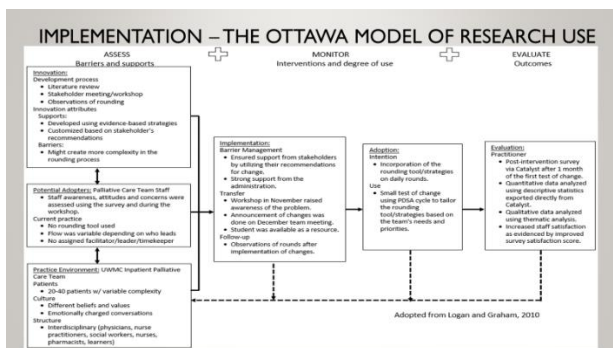 IMPLEMENTATION – THE OTTAWA MODEL OF RESEARCH USE
ASSESS
Barriers and supports
MONITOR
Interventions and degree of use
EVALUATE
Outcomes
Innovation:
Development process
• Literature review
• Stakeholder meeting/workshop
• Observations of rounding
Innovation attributes
Supports:
• Developed using evidence-based strategies
• Customized based on stakeholder's
recommendations
Barriers:
• Might create more complexity in the
rounding process
Potential Adopters: Palliative Care Team Staff
• Staff awareness, attitudes and concerns were
assessed using the survey and during the
workshop.
Current practice
• No rounding tool used
• Flow was variable depending on who leads
• No assigned facilitator/leader/timekeeper
Practice Environment: UWMC Inpatient Palliative
Care Team
Patients
• 20-40 patients w/ variable complexity
Culture
• Different beliefs and values
• Emotionally charged conversations
Structure
• Interdisciplinary (physicians, nurse
practitioners, social workers, nurses,
pharmacists, learners)
Implementation:
Barrier Management
• Ensured support from stakeholders
by utilizing their recommendations
for change.
• Strong support from the
administration.
Transfer
• Workshop in November raised
awareness of the problem.
• Announcement of changes was
done on December team meeting.
• Student was available as a resource.
Follow-up
• Observations of rounds after
implementation of changes.
Adoption:
Intention
• Incorporation of the
rounding tool/strategies
on daily rounds.
Use
• Small test of change
using PDSA cycle to tailor
the rounding
tool/strategies based on
the team's needs and
priorities.
Evaluation:
Practitioner
• Post-intervention survey
via Catalyst after 1 month
of the first test of change.
• Quantitative data analyzed
using descriptive statistics
exported directly from
Catalyst.
• Qualitative data analyzed
using thematic analysis.
• Increased staff satisfaction
as evidenced by improved
survey satisfaction score.
Adopted from Logan and Graham, 2010